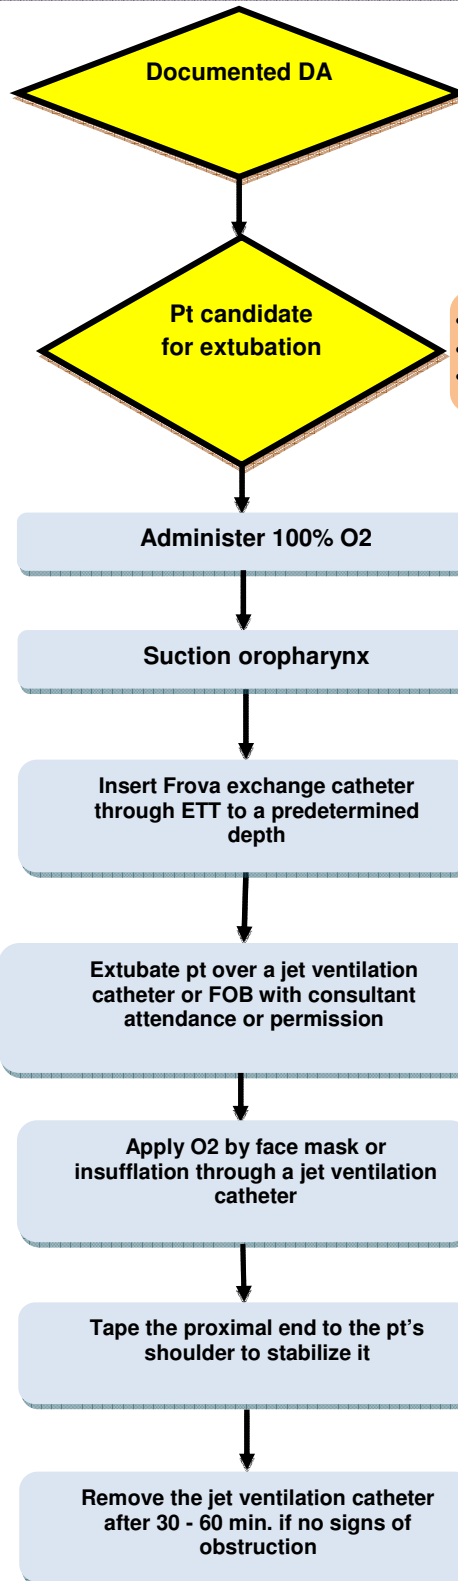 Documented DA
Pt candidate
for extubation
•
•
•
Administer 100% O2
Suction oropharynx
Insert Frova exchange catheter
through ETT to a predetermined
depth
Extubate pt over a jet ventilation
catheter or FOB with consultant
attendance or permission
Apply O2 by face mask or
insufflation through a jet ventilation
catheter
Tape the proximal end to the pt’s
shoulder to stabilize it
Remove the jet ventilation catheter
after 30 - 60 min. if no signs of
obstruction